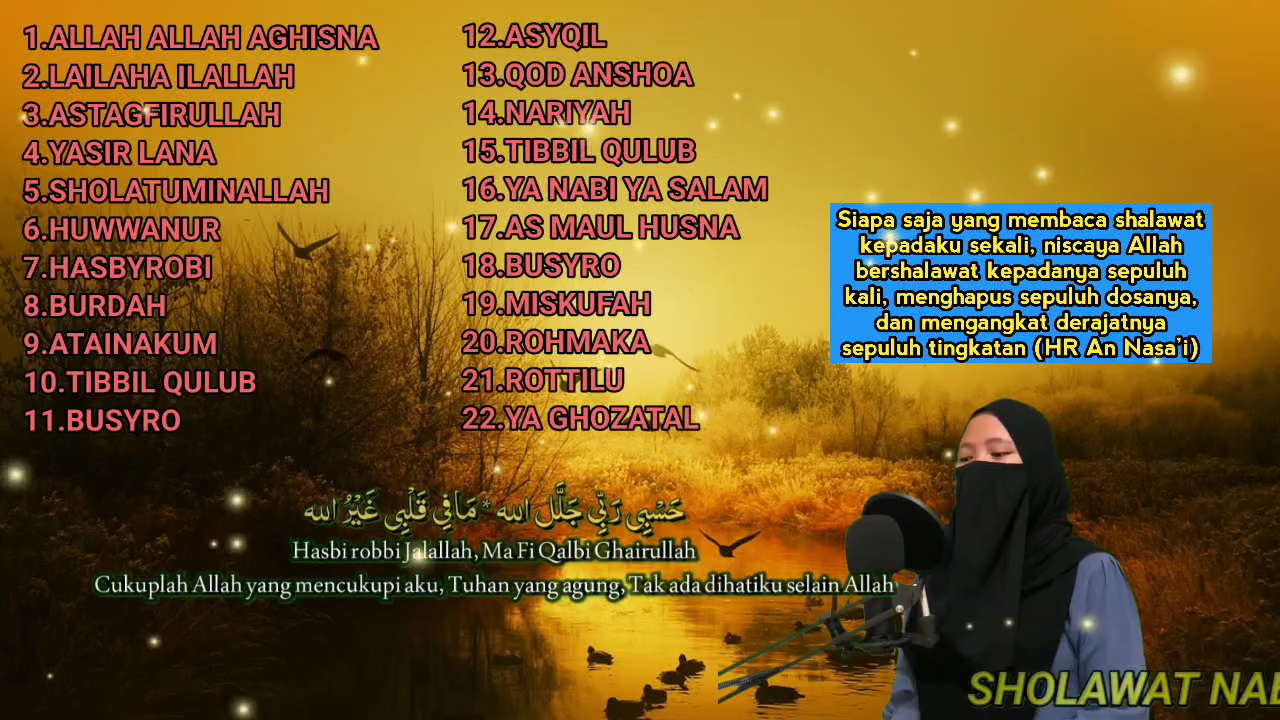 1.ALLAH ALLAH AGHISNA
2.LAILAHA ILALLAH
3.ASTAGFIRULLAH
4.YASIR LANA
5.SHOLATUMINALLAH
6.HUWWANUR
7.HASBYROBI
8.BURDAH
9.ATAINAKUM
10.TIBBIL QULUB
11.BUSYRO
12.ASYQIL
13.QOD ANSHOA
14.NARIYAH
15.TIBBIL QULUB
16.YA NABI YA SALAM
17.AS MAUL HUSNA
18.BUSYRO
19.MISKUFAH
20.ROHMAKA
21.ROTTILU
22.YA GHOZATAL
Siapa saja yang membaca shalawat
kepadaku sekali, niscaya Allah
bershalawat kepadanya sepuluh
kali, menghapus sepuluh dosanya,
dan mengangkat derajatnya
sepuluh tingkatan (HR An Nasa'i)
حَسْبِى رَبِّى جَلَّل الله * مَافِى قَلْبِى غَيْرُ الله
Hasbi robbi Jalallah, Ma Fi Qalbi Ghairullah
Cukuplah Allah yang mencukupi aku, Tuhan yang agung, Tak ada dihatiku selain Allah
SHOLAWAT